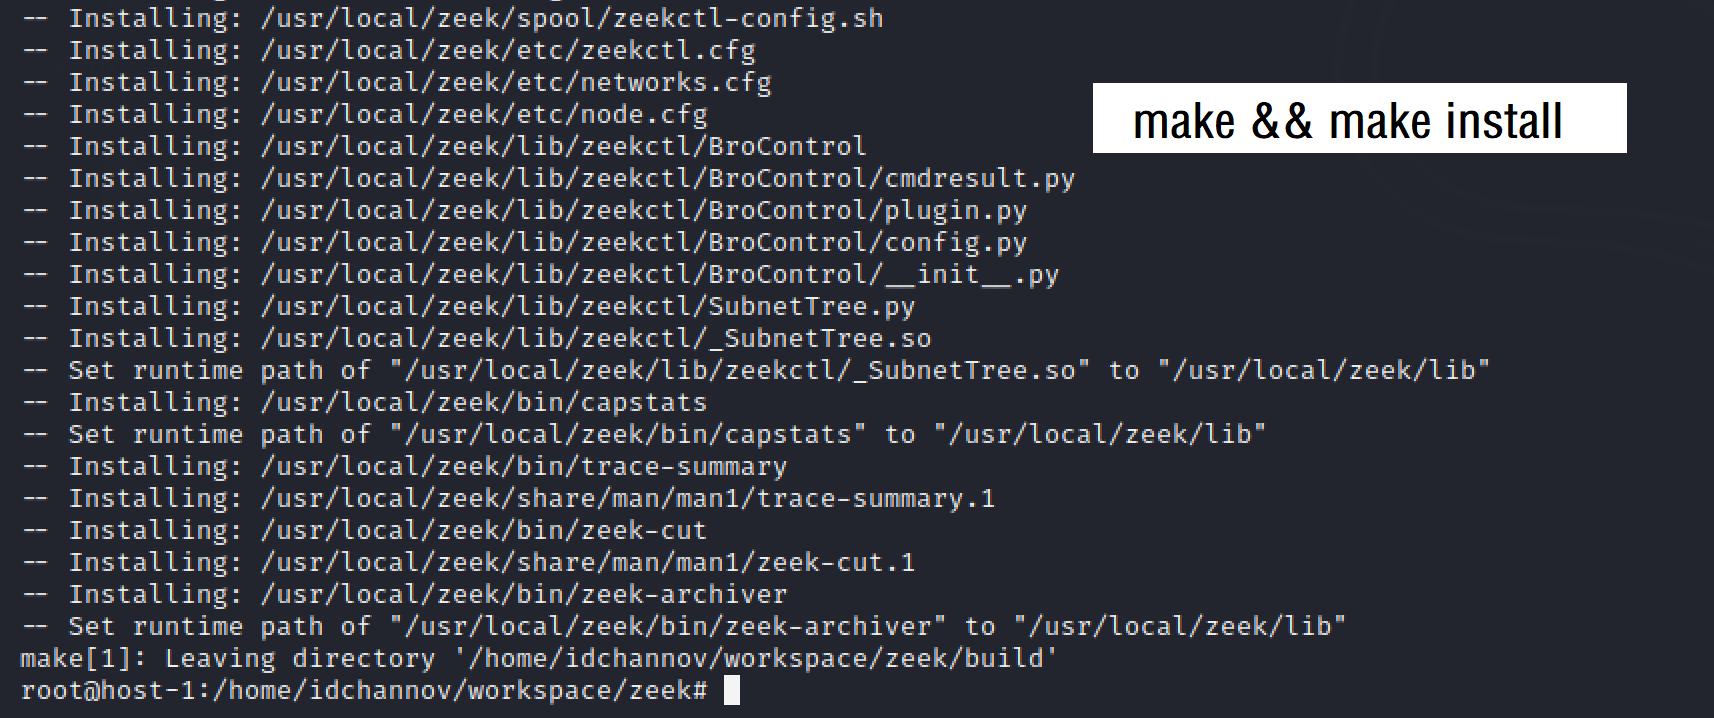 -- Installing: /usr/local/zeek/spool/zeekctl-config.sh
-- Installing: /usr/local/zeek/etc/zeekctl.cfg
-- Installing: /usr/local/zeek/etc/networks.cfg
-- Installing: /usr/local/zeek/etc/node.cfg
make && make install
-- Installing: /usr/local/zeek/lib/zeekctl/BroControl
-- Installing: /usr/local/zeek/lib/zeekctl/BroControl/cmdresult.py
-- Installing: /usr/local/zeek/lib/zeekctl/BroControl/plugin.py
-- Installing: /usr/local/zeek/lib/zeekctl/BroControl/config.py
-- Installing: /usr/local/zeek/lib/zeekctl/BroControl/__init__.py
-- Installing: /usr/local/zeek/lib/zeekctl/SubnetTree.py
-- Installing: /usr/local/zeek/lib/zeekctl/_SubnetTree.so
-- Set runtime path of "/usr/local/zeek/lib/zeekctl/_SubnetTree.so" to "/usr/local/zeek/lib"
-- Installing: /usr/local/zeek/bin/capstats
-- Set runtime path of "/usr/local/zeek/bin/capstats" to "/usr/local/zeek/lib"
-- Installing: /usr/local/zeek/bin/trace-summary
-- Installing: /usr/local/zeek/share/man/man1/trace-summary.1
-- Installing: /usr/local/zeek/bin/zeek-cut
-- Installing: /usr/local/zeek/share/man/man1/zeek-cut.1
-- Installing: /usr/local/zeek/bin/zeek-archiver
-- Set runtime path of "/usr/local/zeek/bin/zeek-archiver" to "/usr/local/zeek/lib"
make[1]: Leaving directory '/home/idchannov/workspace/zeek/build'
root@host-1:/home/idchannov/workspace/zeek#